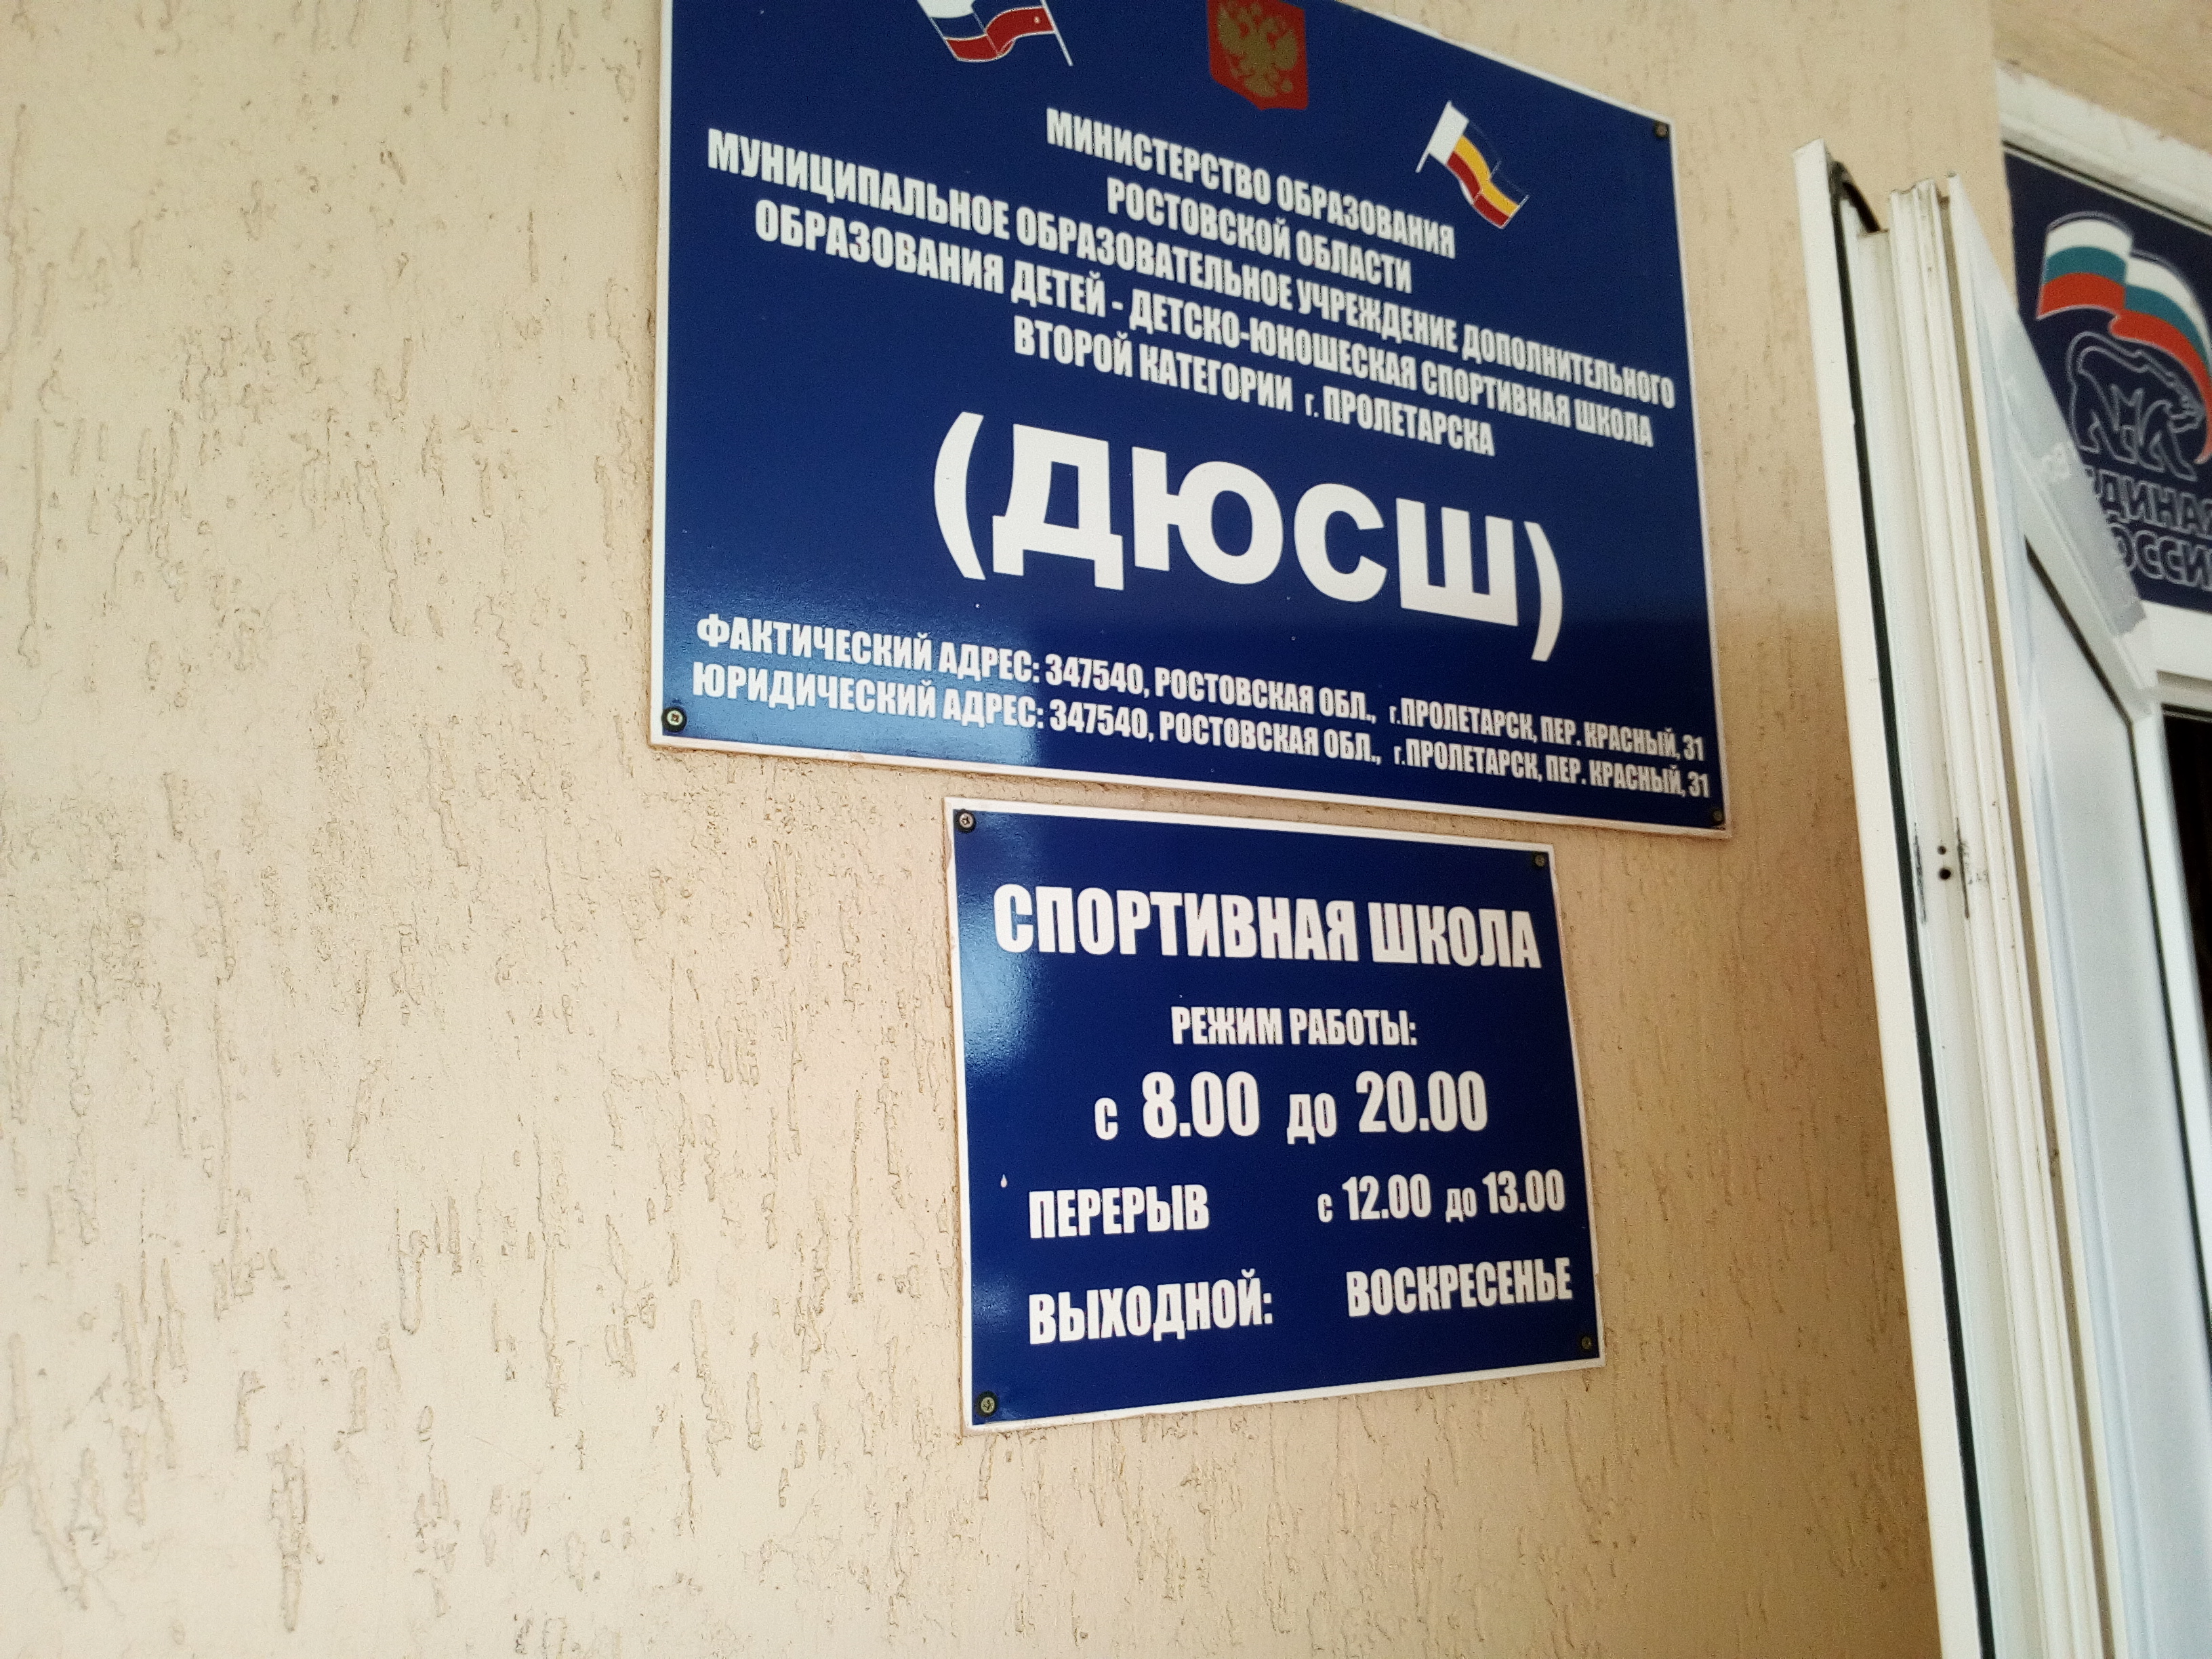 МИНИСТЕРСТВО ОБРАЗОВАНИЯ
РОСТОВСКОЙ ОБЛАСТИ
МУНИЦИПАЛЬНОЕ ОБРАЗОВАТЕЛЬНОЕ УЧРЕЖДЕНИЕ ДОПОЛНИТЕЛЬНОГО
ОБРАЗОВАНИЯ ДЕТЕЙ - ДЕТСКО-ЮНОШЕСКАЯ СПОРТИВНАЯ ШКОЛА
ВТОРОЙ КАТЕГОРИИ г. ПРОЛЕТАРСКА
(ДЮСШ)
ФАКТИЧЕСКИЙ АДРЕС: 347540, РОСТОВСКАЯ ОБЛ., г.ПРОЛЕТАРСК, ПЕР. КРАСНЫЙ, 31
ЮРИДИЧЕСКИЙ АДРЕС: 347540, РОСТОВСКАЯ ОБЛ., г.ПРОЛЕТАРСК, ПЕР. КРАСНЫЙ, 31
СПОРТИВНАЯ ШКОЛА
РЕЖИМ РАБОТЫ:
с 8.00 до 20.00
ПЕРЕРЫВ с 12.00 до 13.00
ВЫХОДНОЙ: ВОСКРЕСЕНЬЕ